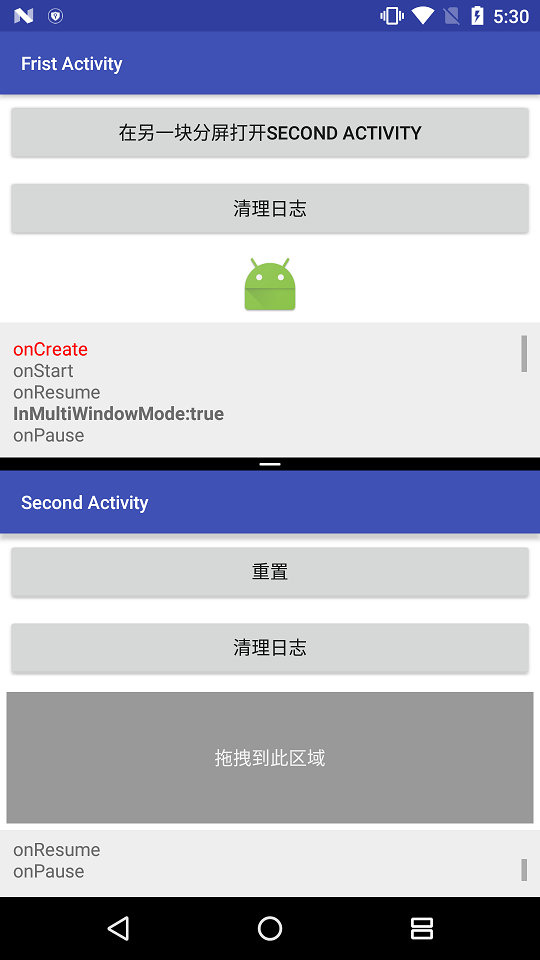 5:30
Frist Activity
在另一块分屏打开SECOND ACTIVITY
清理日志
onCreate
onStart
onResume
InMultiWindowMode:true
onPause
Second Activity
重置
清理日志
拖拽到此区域
onResume
onPause